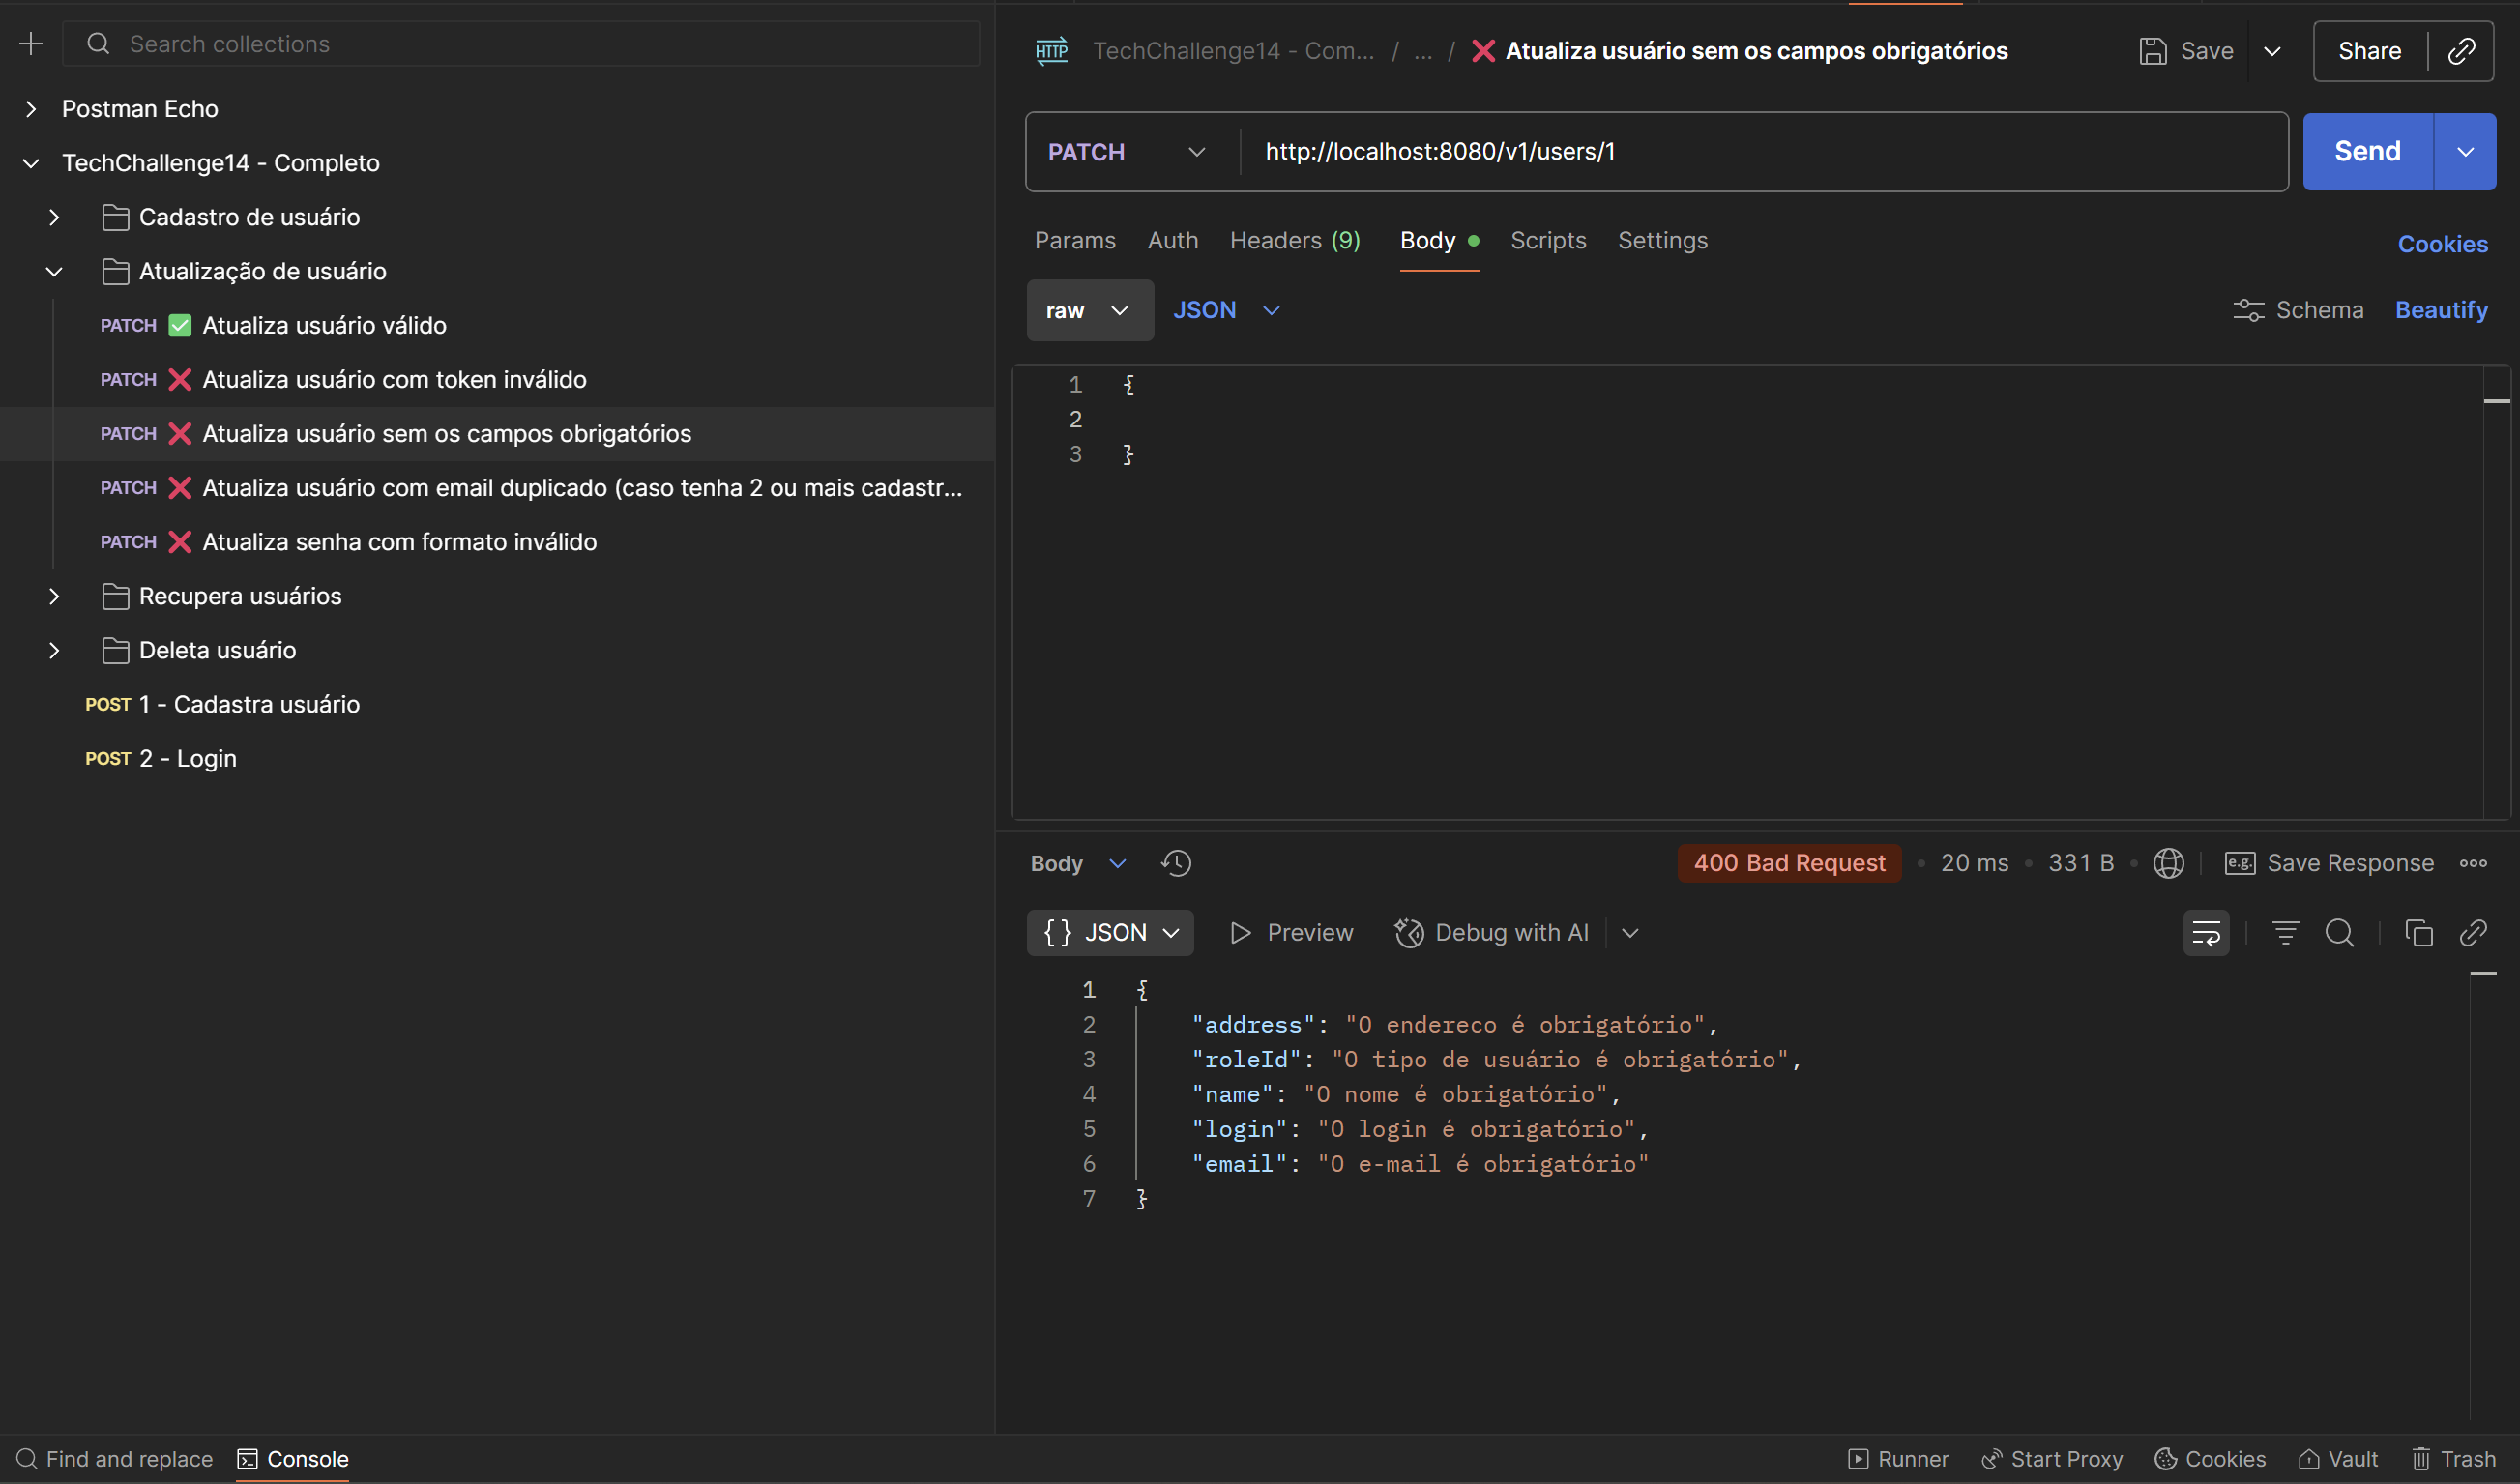 Search collections
Postman Echo
TechChallenge14 - Completo
Cadastro de usuário
Atualização de usuário
PATCH ✅ Atualiza usuário válido
PATCH ❌ Atualiza usuário com token inválido
PATCH ❌ Atualiza usuário sem os campos obrigatórios
PATCH ❌ Atualiza usuário com email duplicado (caso tenha 2 ou mais cadastr...
PATCH ❌ Atualiza senha com formato inválido
Recupera usuários
Deleta usuário
POST 1 - Cadastra usuário
POST 2 - Login
HTTP TechChallenge14 - Com... / ... / ❌ Atualiza usuário sem os campos obrigatórios
Save
Share
PATCH http://localhost:8080/v1/users/1
Send
Params Auth Headers (9) Body Scripts Settings
Cookies
raw JSON
Schema Beautify
1 {
2
3 }
Body
400 Bad Request • 20 ms • 331 B • e.g. Save Response
{} JSON Preview Debug with AI
1 {
2 "address": "O endereco é obrigatório",
3 "roleId": "O tipo de usuário é obrigatório",
4 "name": "O nome é obrigatório",
5 "login": "O login é obrigatório",
6 "email": "O e-mail é obrigatório"
7 }
Find and replace Console
Runner Start Proxy Cookies Vault Trash